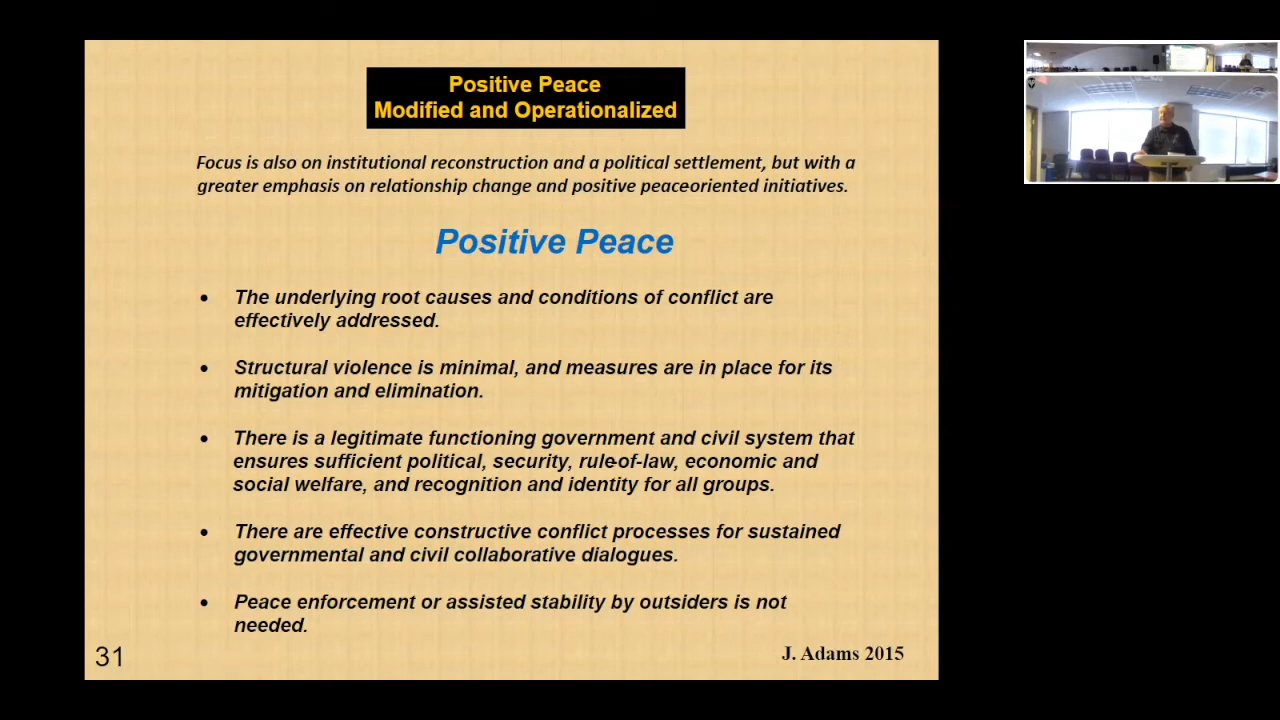 Positive Peace
Modified and Operationalized
Focus is also on institutional reconstruction and a political settlement, but with a
greater emphasis on relationship change and positive peaceoriented initiatives.
Positive Peace
• The underlying root causes and conditions of conflict are
effectively addressed.
• Structural violence is minimal, and measures are in place for its
mitigation and elimination.
• There is a legitimate functioning government and civil system that
ensures sufficient political, security, rule-of-law, economic and
social welfare, and recognition and identity for all groups.
• There are effective constructive conflict processes for sustained
governmental and civil collaborative dialogues.
• Peace enforcement or assisted stability by outsiders is not
needed.
31
J. Adams 2015